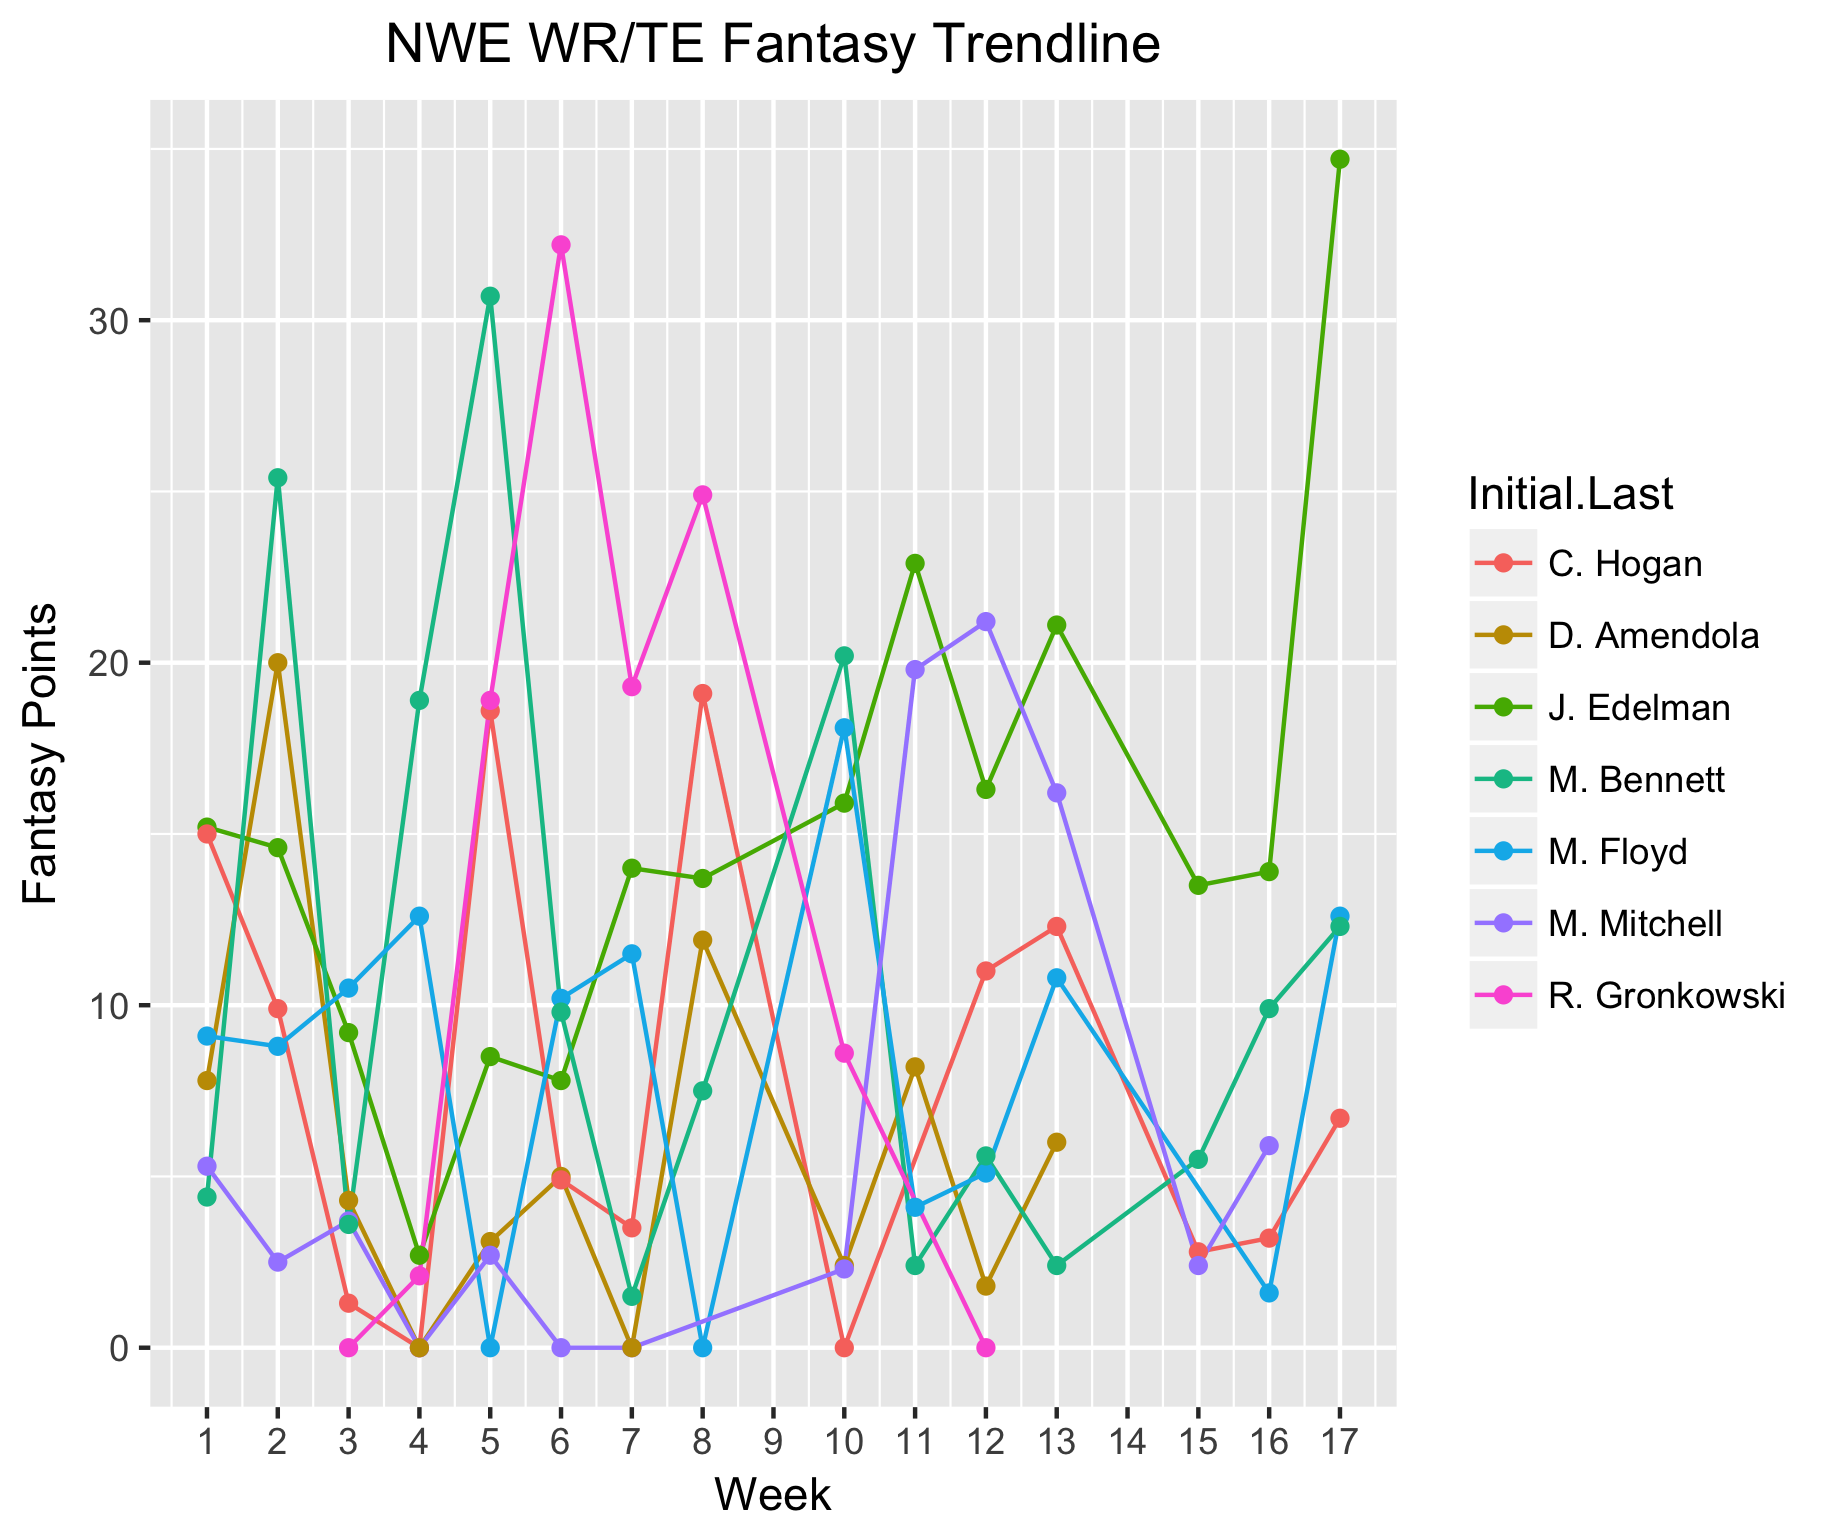 NWE WR/TE Fantasy Trendline
Fantasy Points
30
20
10
0
1 2 3 4 5 6 7 8 9 10 11 12 13 14 15 16 17
Week
Initial.Last
C. Hogan
D. Amendola
J. Edelman
M. Bennett
M. Floyd
M. Mitchell
R. Gronkowski